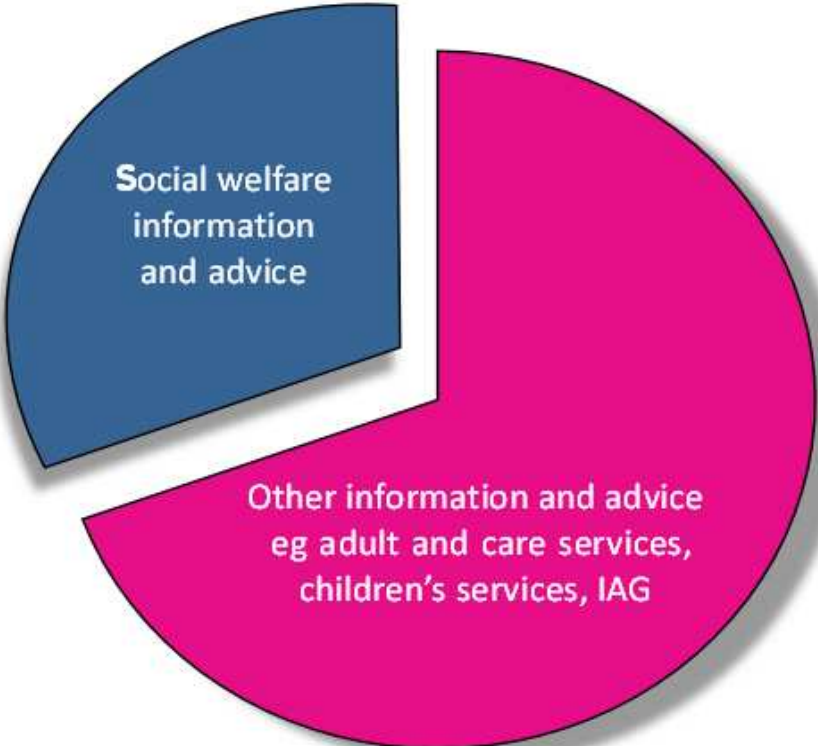 Social welfare
information
and advice
Other information and advice
eg adult and care services,
children's services, IAG